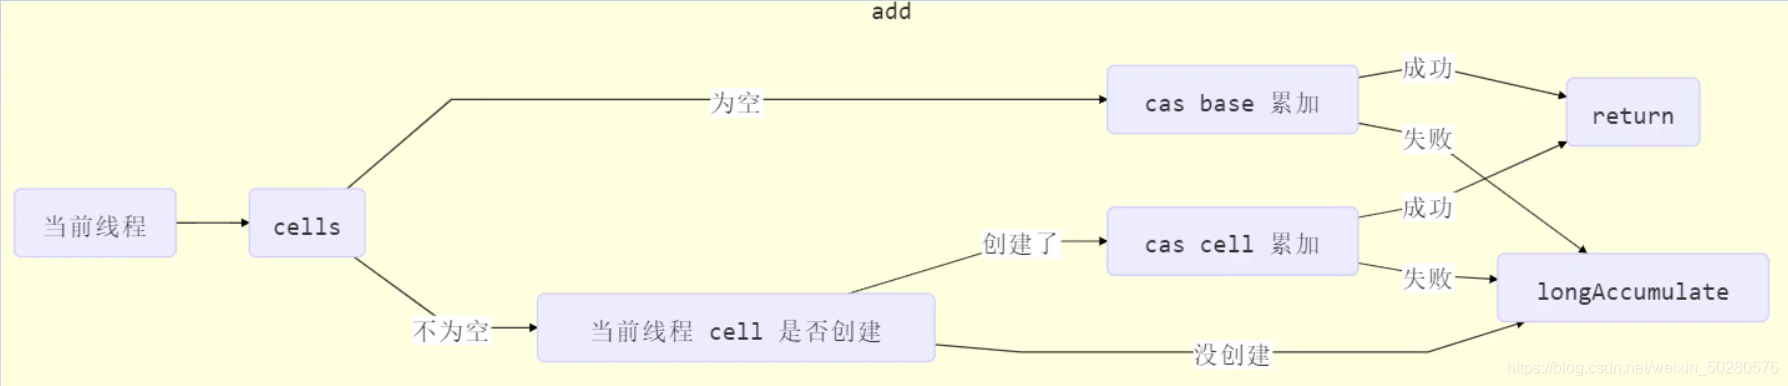 add
当前线程
cells
为空
不为空
当前线程 cell 是否创建
创建了
没创建
cas base 累加
成功
失败
cas cell 累加
成功
失败
return
longAccumulate
https://blog.csdn.net/weixin_50280576